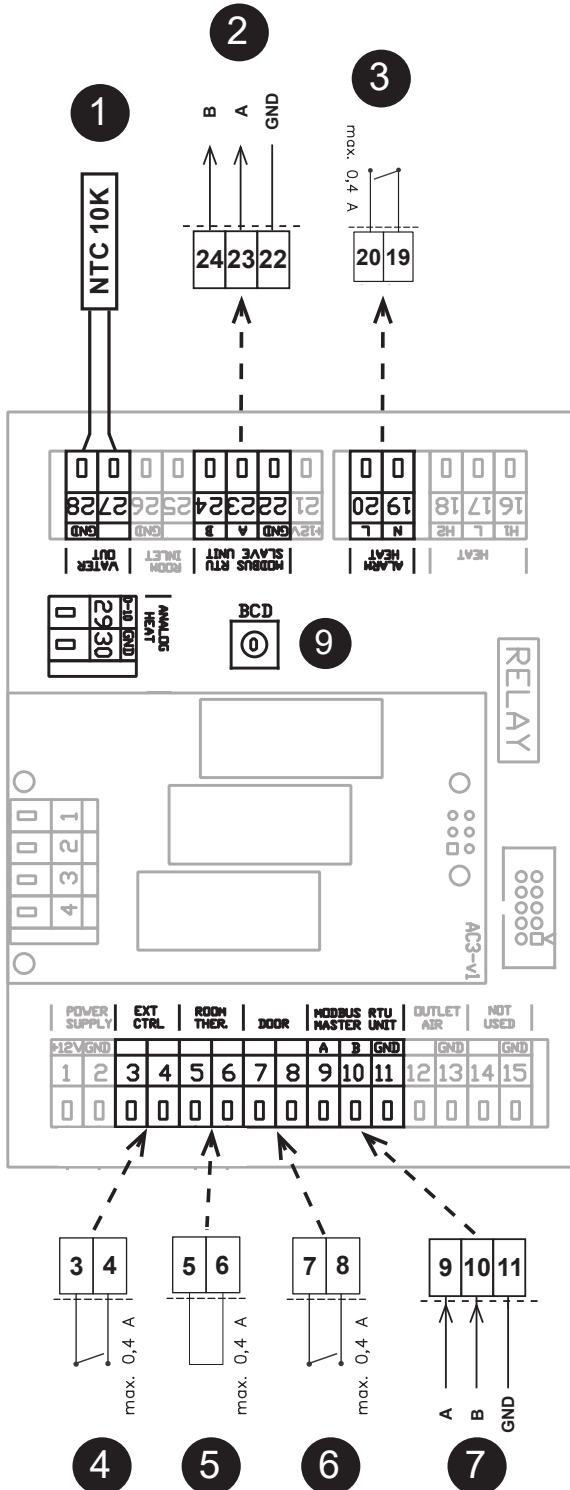 2
1
3
B
A
GND
max. 0,4 A
NTC 10K
24 23 22
20 19
28 27 26 25 24 23 22 21
20 19 18 17 16
GND
GND
B
A
GND
+12V
L
N
H2
L
H1
VATER
OUT
ROOM
INLET
MODBUS RTU
SLAVE UNIT
ALARM
HEAT
HEAT
29 30
0-10
GND
ANALOG
HEAT
BCD
9
RELAY
1
2
3
4
AC3-v1
POWER
SUPPLY
EXT
CTRL
ROOM
THER.
DOOR
MODBUS RTU
MASTER UNIT
OUTLET
AIR
NOT
USED
+12V GND A B GND GND GND
1 2 3 4 5 6 7 8 9 10 11 12 13 14 15
3 4
5 6
7 8
9 10 11
max. 0,4 A
max. 0,4 A
max. 0,4 A
A
B
GND
4
5
6
7